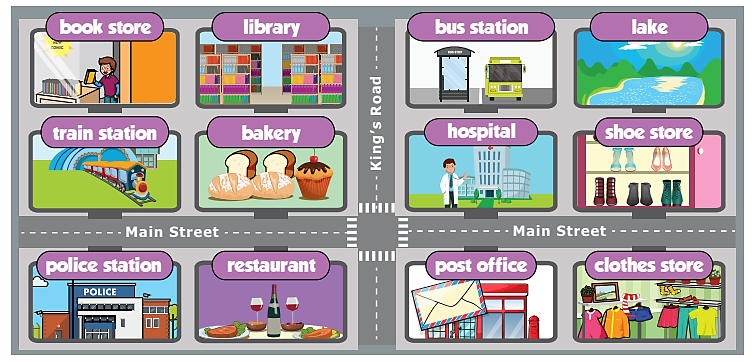 book store
library
bus station
lake
BUS STOP
King's Road
train station
bakery
hospital
shoe store
Main Street
Main Street
police station
restaurant
post office
clothes store
POLICE